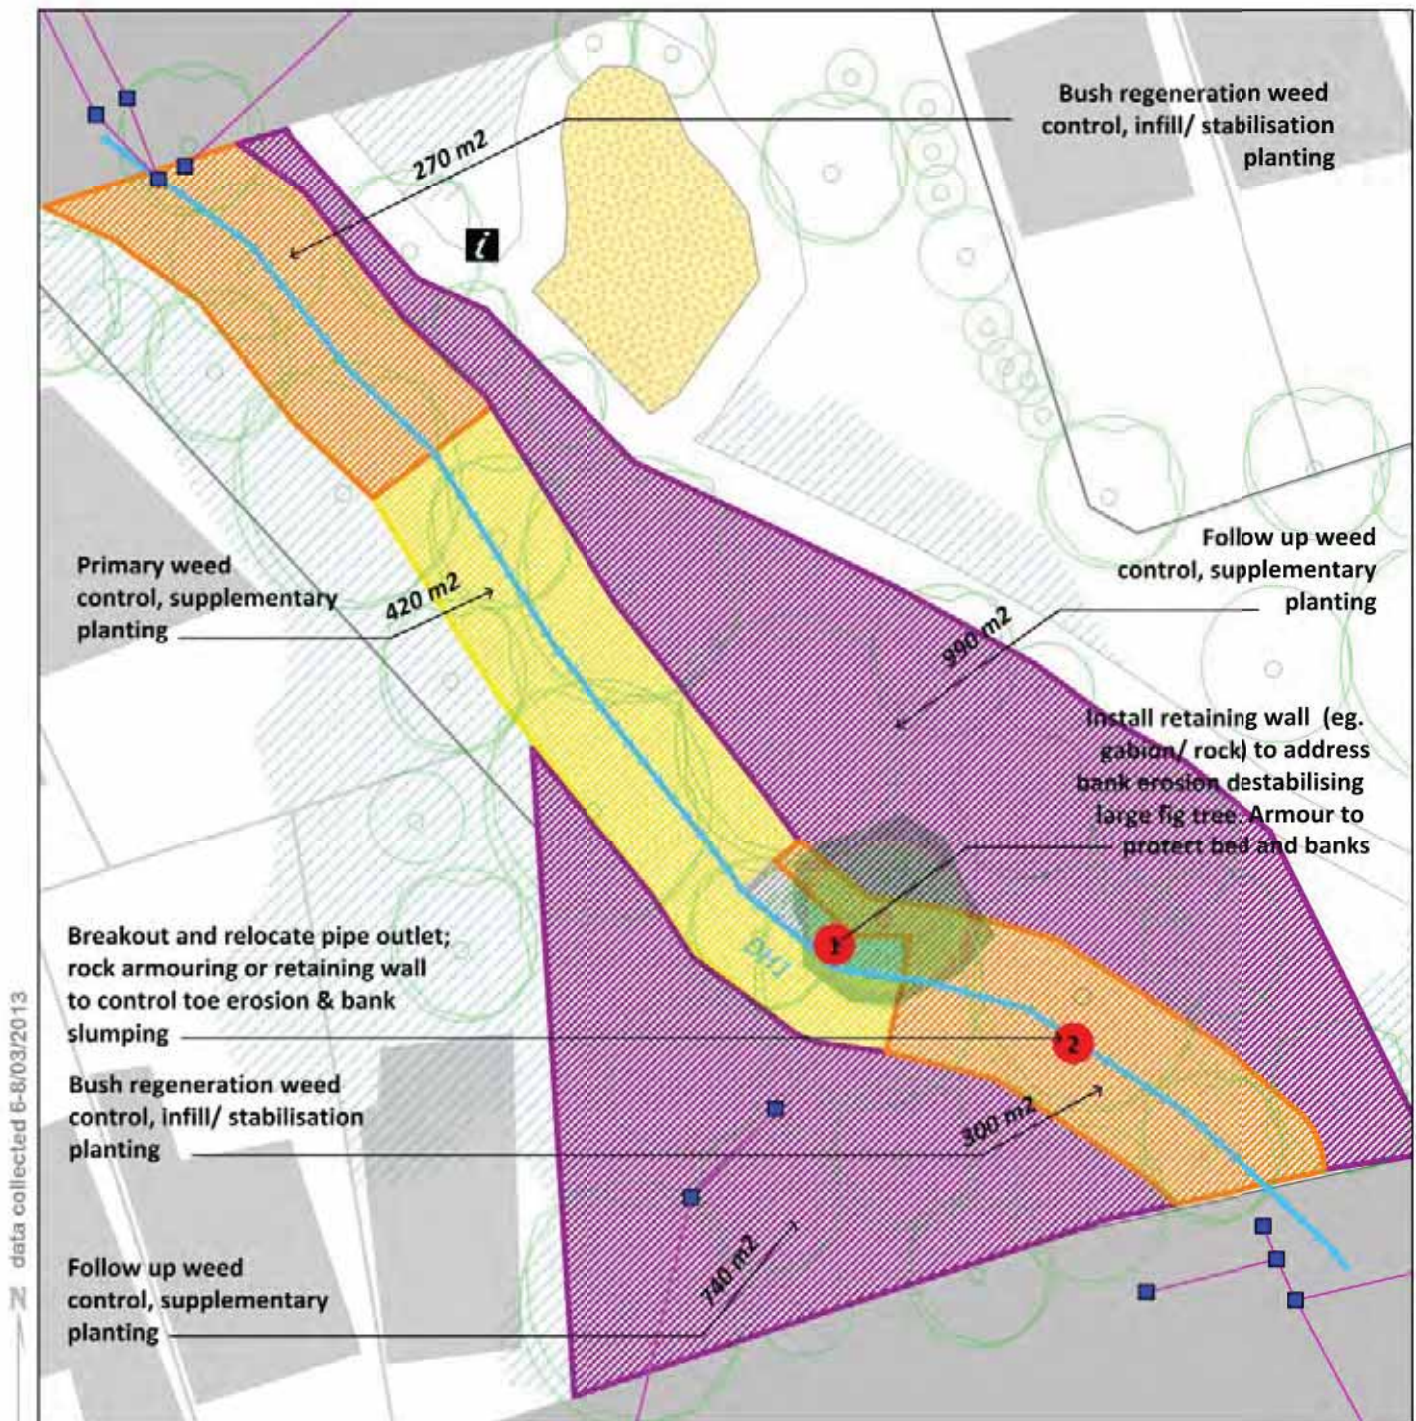 Bush regeneration weed
control, infill/ stabilisation
planting
270 m2
i
Primary weed
control, supplementary
planting
420 m2
Follow up weed
control, supplementary
planting
990 m2
Install retaining wall (eg.
gabion/ rock) to address
bank erosion destabilising
large fig tree. Armour to
protect bed and banks
1
Breakout and relocate pipe outlet;
rock armouring or retaining wall
to control toe erosion & bank
slumping
2
Bush regeneration weed
control, infill/ stabilisation
planting
300 m2
Follow up weed
control, supplementary
planting
740 m2
N data collected 6-8/03/2013